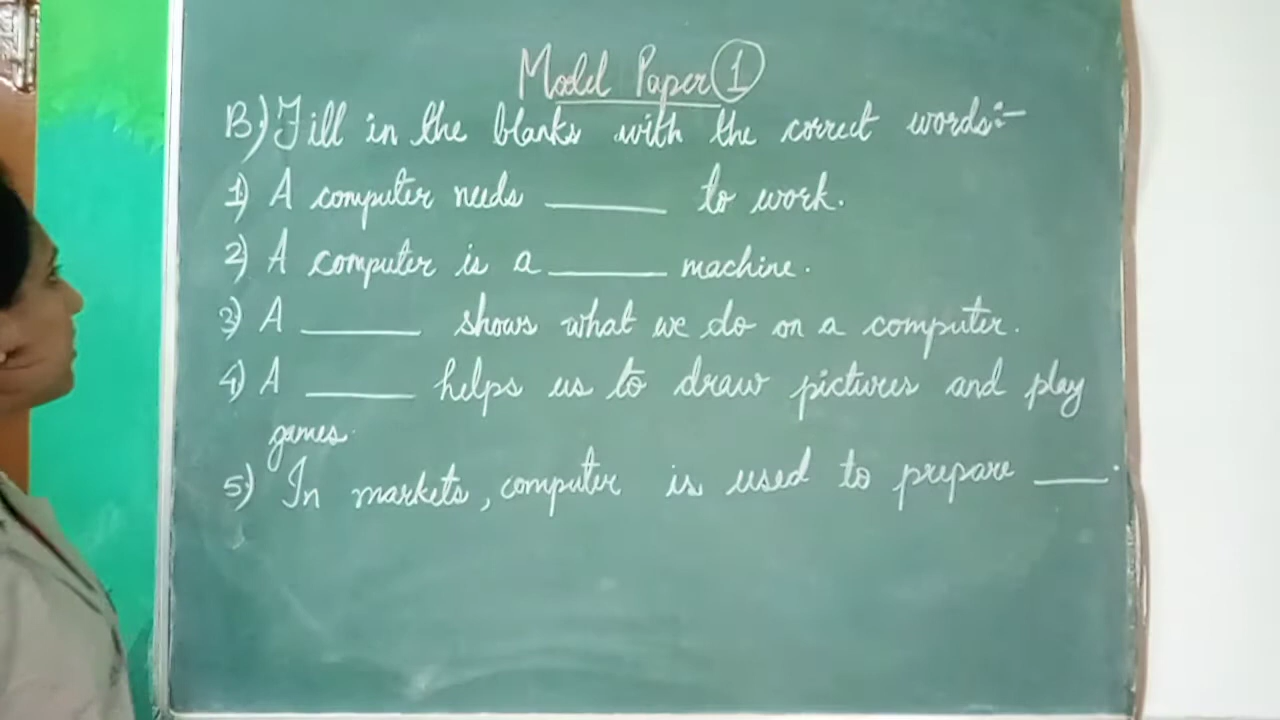 Model Paper 1
B) Fill in the blanks with the correct words:-
1) A computer needs ______ to work.
2) A computer is a ______ machine.
3) A ______ shows what we do on a computer.
4) A ______ helps us to draw pictures and play
games.
5) In markets, computer is used to prepare ____.